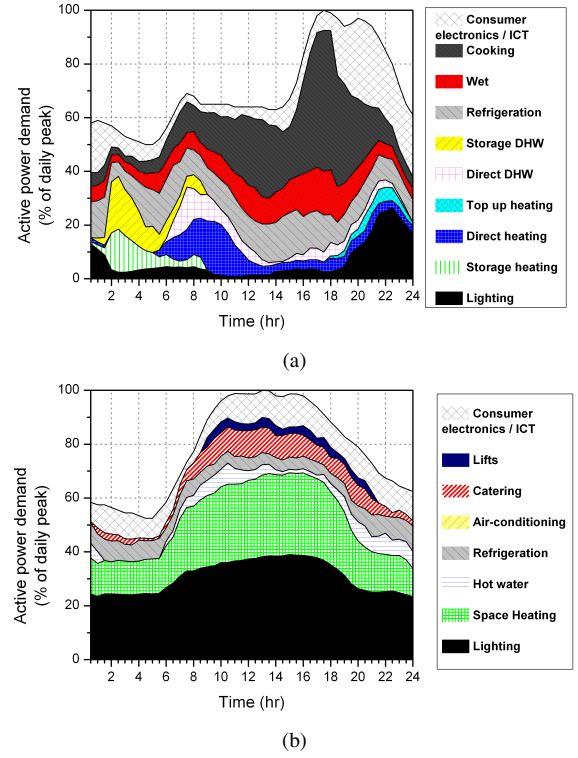 100
80
60
40
20
0
Active power demand
(% of daily peak)
2 4 6 8 10 12 14 16 18 20 22 24
Time (hr)
Consumer
electronics / ICT
Cooking
Wet
Refrigeration
Storage DHW
Direct DHW
Top up heating
Direct heating
Storage heating
Lighting
(a)
100
80
60
40
20
0
Active power demand
(% of daily peak)
2 4 6 8 10 12 14 16 18 20 22 24
Time (hr)
Consumer
electronics / ICT
Lifts
Catering
Air-conditioning
Refrigeration
Hot water
Space Heating
Lighting
(b)